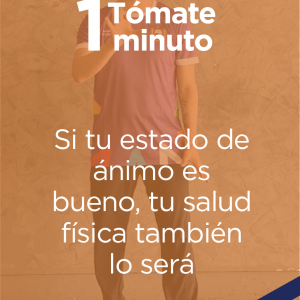 1 Tómate
minuto
Si tu estado de
ánimo es
bueno, tu salud
física también
lo será